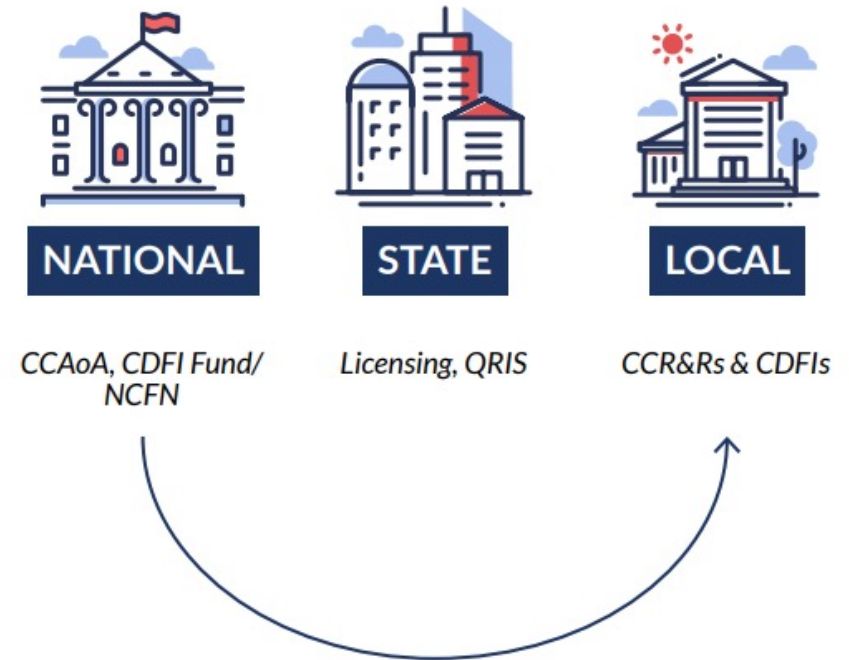 NATIONAL
STATE
LOCAL
CCAoA, CDFI Fund/
NCFN
Licensing, QRIS
CCR&Rs & CDFIs